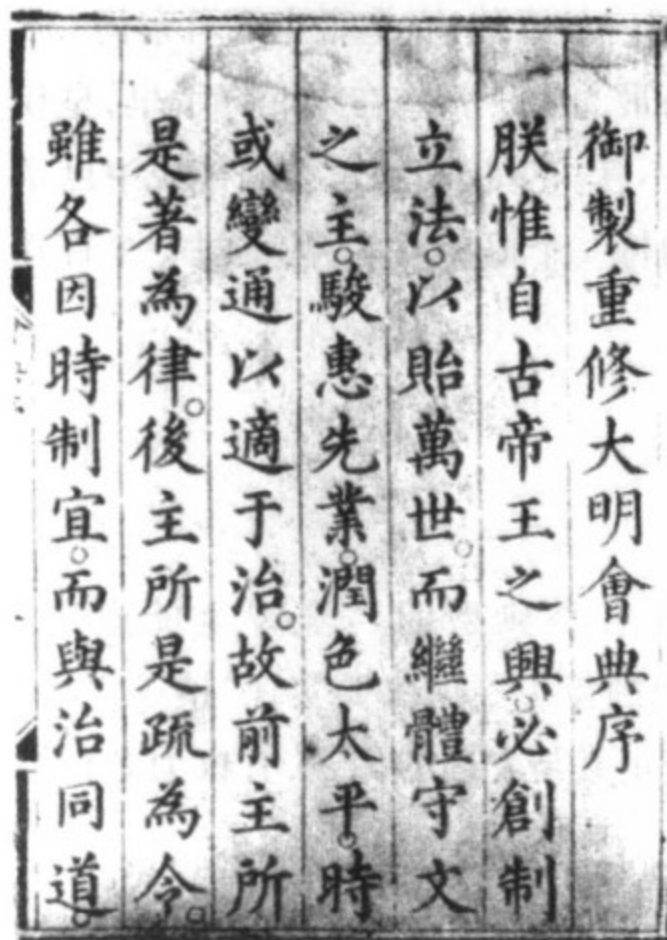 御製重修大明會典序
朕惟自古帝王之興。必創制
立法。以貽萬世。而繼體守文
之主。駿惠先業。潤色太平。時
或變通以適于治。故前主所
是著為律。後主所是疏為令。
雖各因時制宜。而與治同道。